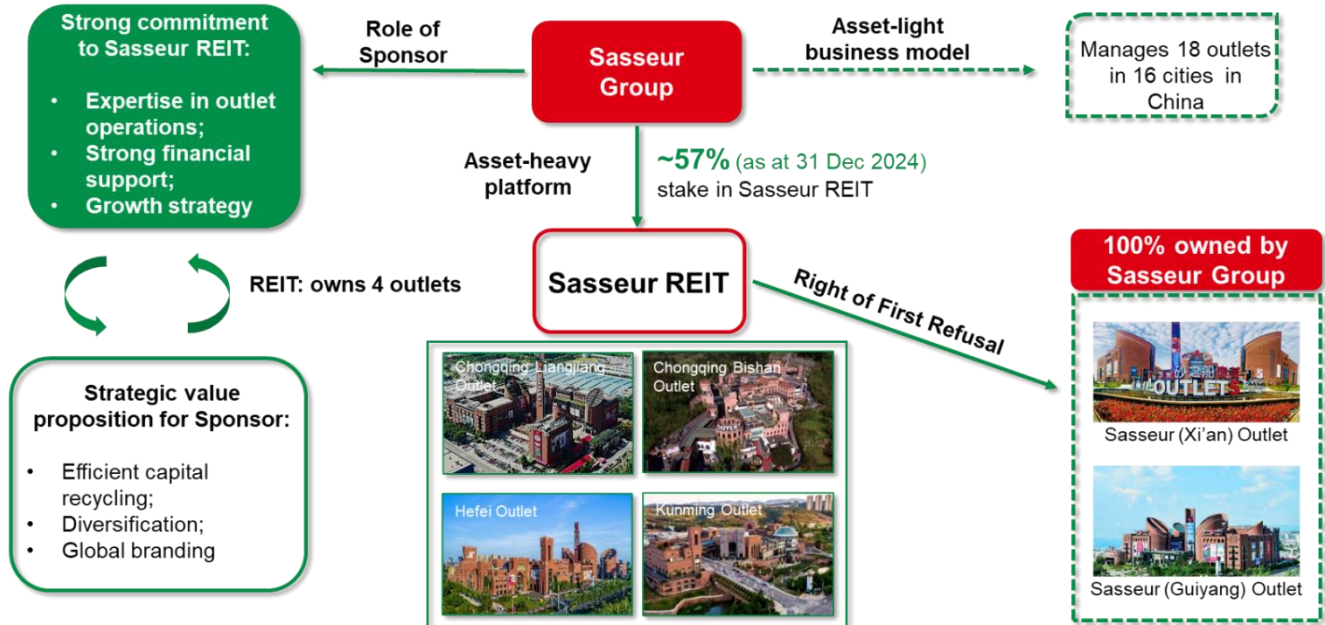 Strong commitment
to Sasseur REIT:
• Expertise in outlet
operations;
• Strong financial
support;
• Growth strategy
Role of
Sponsor
Sasseur
Group
Asset-light
business model
Manages 18 outlets
in 16 cities in
China
Asset-heavy
platform
~57% (as at 31 Dec 2024)
stake in Sasseur REIT
REIT: owns 4 outlets
Sasseur REIT
Right of First Refusal
100% owned by
Sasseur Group
Strategic value
proposition for Sponsor:
• Efficient capital
recycling;
• Diversification;
• Global branding
Chongqing Liangjiang
Outlet
Chongqing Bishan
Outlet
Hefei Outlet
Kunming Outlet
砂之船
OUTLETS
Sasseur (Xi'an) Outlet
Sasseur (Guiyang) Outlet